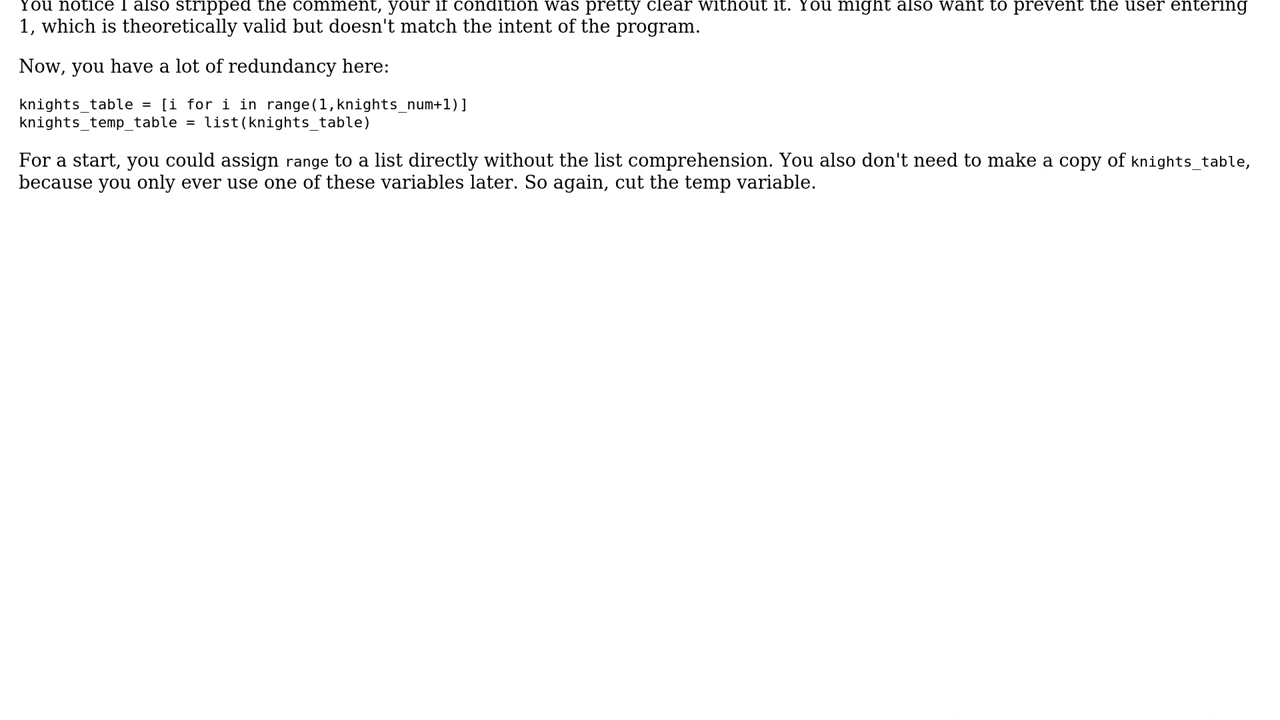 You notice I also stripped the comment, your if condition was pretty clear without it. You might also want to prevent the user entering
1, which is theoretically valid but doesn't match the intent of the program.
Now, you have a lot of redundancy here:
knights_table = [i for i in range(1,knights_num+1)]
knights_temp_table = list(knights_table)
For a start, you could assign range to a list directly without the list comprehension. You also don't need to make a copy of knights_table,
because you only ever use one of these variables later. So again, cut the temp variable.